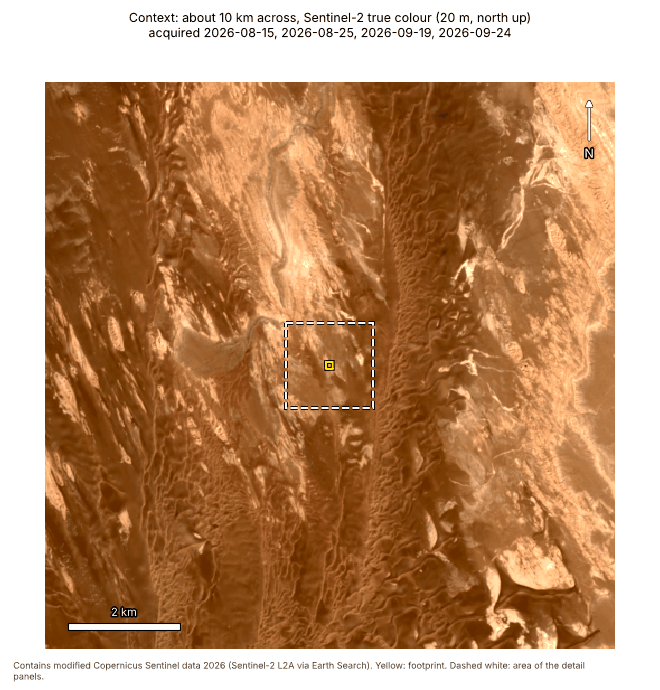 Context: about 10 km across, Sentinel-2 true colour (20 m, north up)
acquired 2026-08-15, 2026-08-25, 2026-09-19, 2026-09-24
N
2 km
Contains modified Copernicus Sentinel data 2026 (Sentinel-2 L2A via Earth Search). Yellow: footprint. Dashed white: area of the detail
panels.